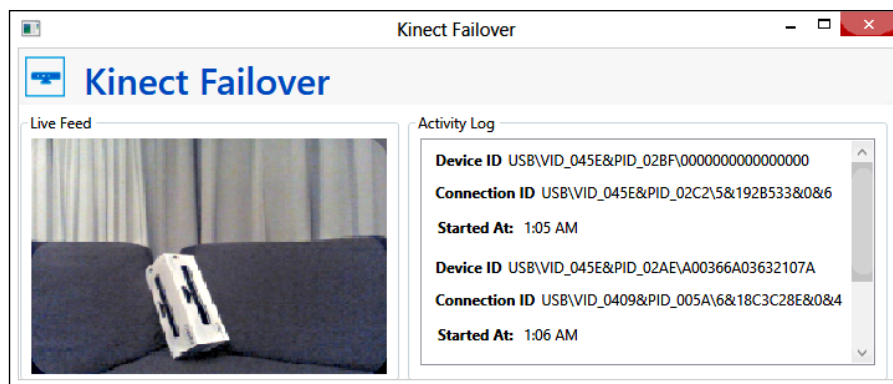 Kinect Failover
Kinect Failover
Live Feed
Activity Log
Device ID USB\VID_045E&PID_02BF\0000000000000000
Connection ID USB\VID_045E&PID_02C2\5&192B533&0&6
Started At: 1:05 AM
Device ID USB\VID_045E&PID_02AE\A00366A03632107A
Connection ID USB\VID_0409&PID_005A\6&18C3C28E&0&4
Started At: 1:06 AM